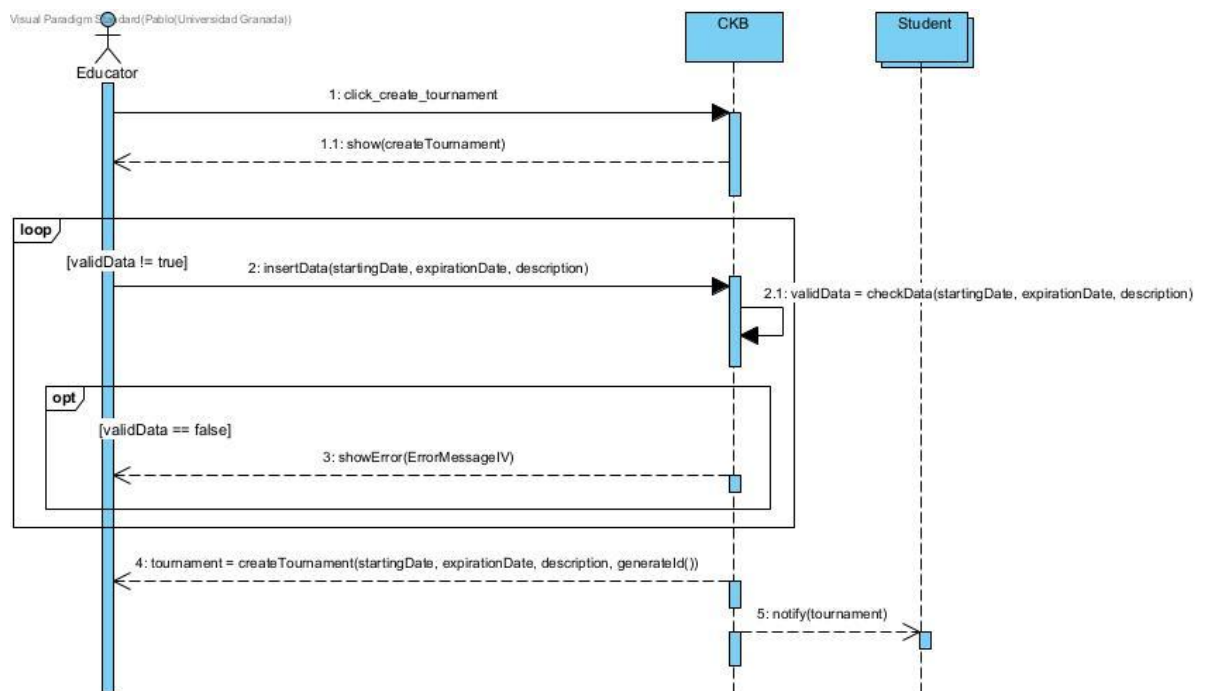 Visual Paradigm Standard(Pablo(Universidad Granada))
CKB
Student
Educator
1: click_create_tournament
1.1: show(createTournament)
loop
[validData != true]
2: insertData(startingDate, expirationDate, description)
2.1: validData = checkData(startingDate, expirationDate, description)
opt
[validData == false]
3: showError(ErrorMessageIV)
4: tournament = createTournament(startingDate, expirationDate, description, generateId())
5: notify(tournament)